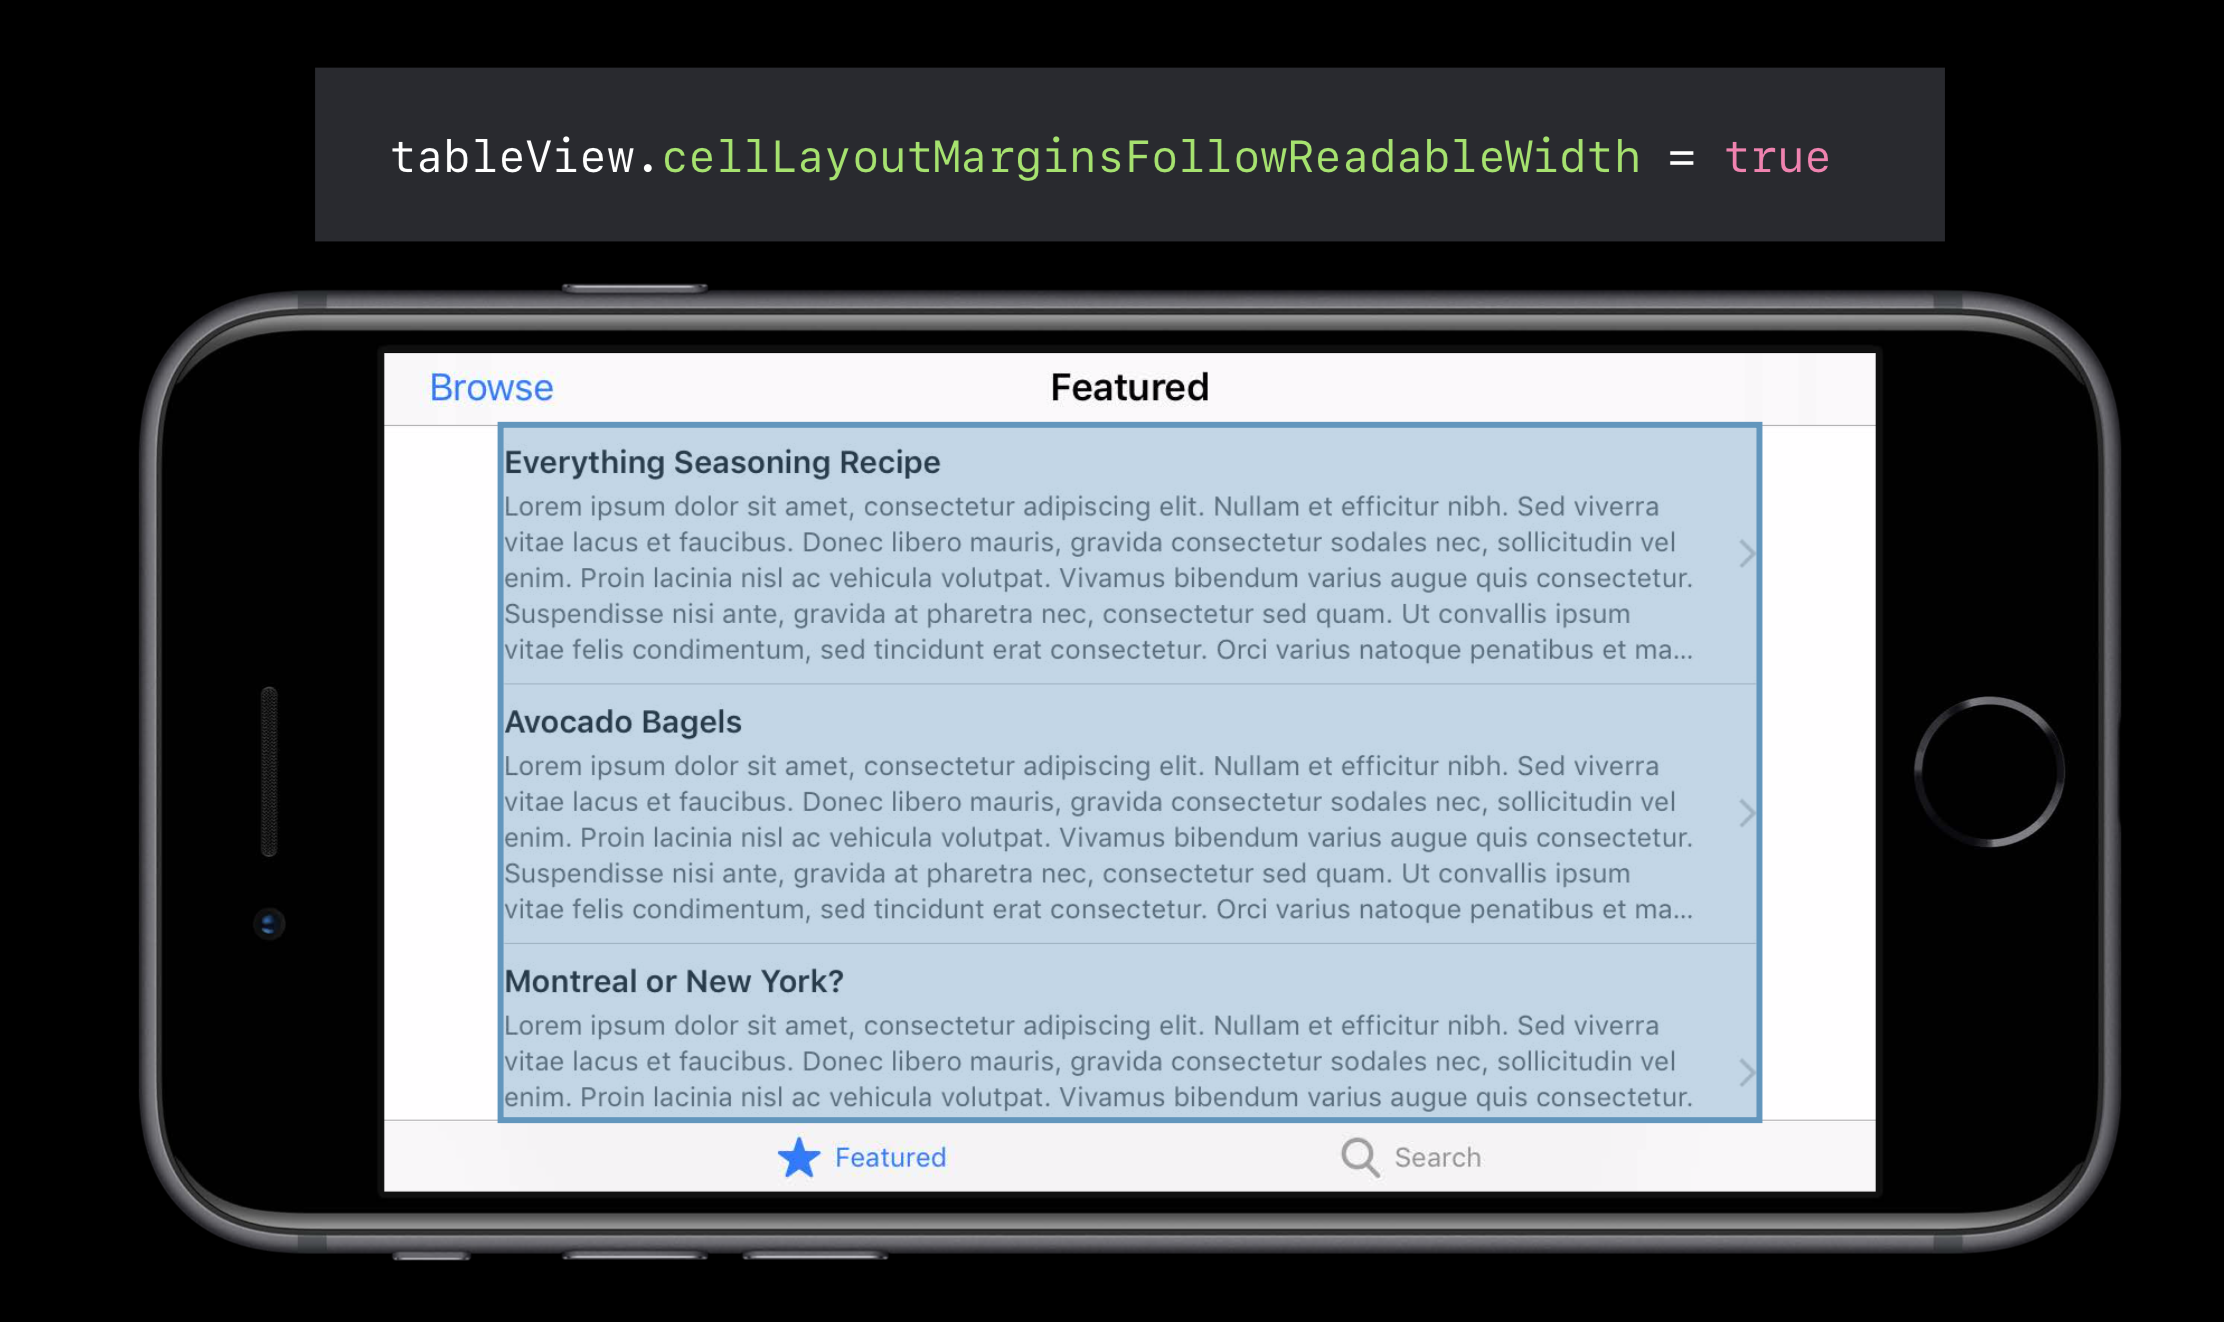 tableView.cellLayoutMarginsFollowReadableWidth = true
Browse
Featured
Everything Seasoning Recipe
Lorem ipsum dolor sit amet, consectetur adipiscing elit. Nullam et efficitur nibh. Sed viverra
vitae lacus et faucibus. Donec libero mauris, gravida consectetur sodales nec, sollicitudin vel
enim. Proin lacinia nisl ac vehicula volutpat. Vivamus bibendum varius augue quis consectetur.
Suspendisse nisi ante, gravida at pharetra nec, consectetur sed quam. Ut convallis ipsum
vitae felis condimentum, sed tincidunt erat consectetur. Orci varius natoque penatibus et ma...
Avocado Bagels
Lorem ipsum dolor sit amet, consectetur adipiscing elit. Nullam et efficitur nibh. Sed viverra
vitae lacus et faucibus. Donec libero mauris, gravida consectetur sodales nec, sollicitudin vel
enim. Proin lacinia nisl ac vehicula volutpat. Vivamus bibendum varius augue quis consectetur.
Suspendisse nisi ante, gravida at pharetra nec, consectetur sed quam. Ut convallis ipsum
vitae felis condimentum, sed tincidunt erat consectetur. Orci varius natoque penatibus et ma...
Montreal or New York?
Lorem ipsum dolor sit amet, consectetur adipiscing elit. Nullam et efficitur nibh. Sed viverra
vitae lacus et faucibus. Donec libero mauris, gravida consectetur sodales nec, sollicitudin vel
enim. Proin lacinia nisl ac vehicula volutpat. Vivamus bibendum varius augue quis consectetur.
Featured
Search